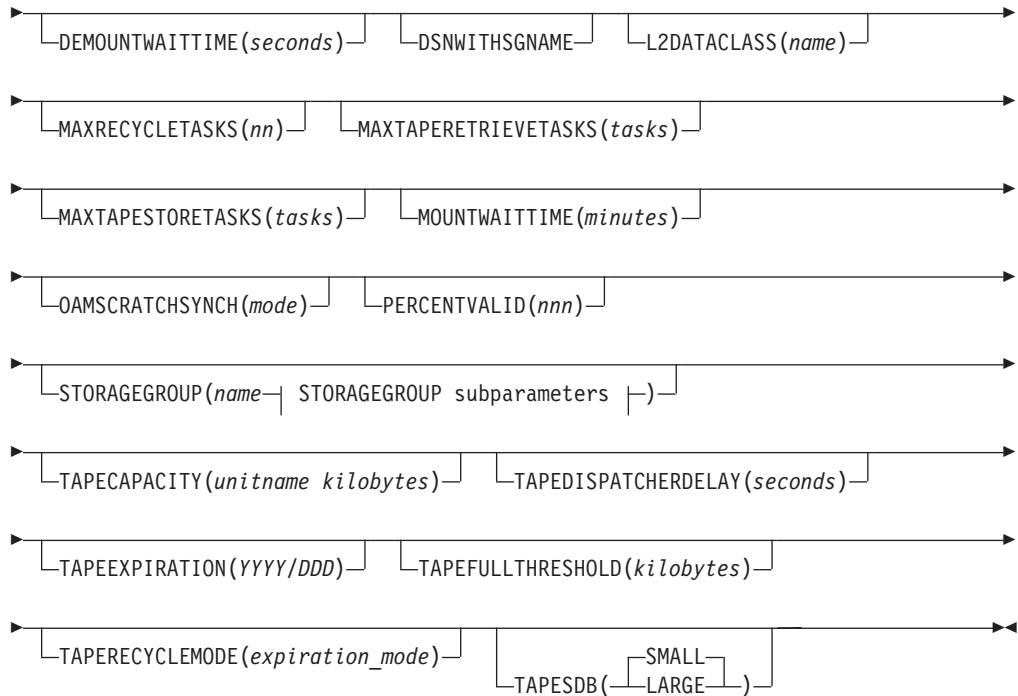 DEMOUNTWAITTIME(seconds) DSNWITHSGNAME L2DATACLASS(name)
MAXRECYCLETASKS(nn) MAXTAPERETRIEVETASKS(tasks)
MAXTAPESTORETASKS(tasks) MOUNTWAITTIME(minutes)
OAMSCRATCHSYNCH(mode) PERCENTVALID(nnn)
STORAGEGROUP(name STORAGEGROUP subparameters )
TAPECAPACITY(unitname kilobytes) TAPEDISPATCHERDELAY(seconds)
TAPEEXPIRATION(YYYY/DDD) TAPEFULLTHRESHOLD(kilobytes)
TAPERECYCLEMODE(expiration_mode) SMALL
TAPESDB( LARGE )